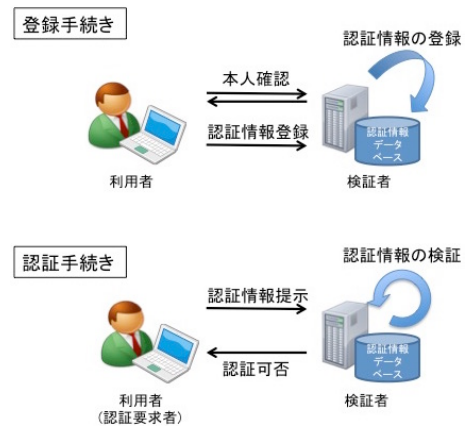 登録手続き
認証情報の登録
本人確認
認証情報登録
認証情報
データ
ベース
利用者
検証者
認証手続き
認証情報の検証
認証情報提示
認証可否
認証情報
データ
ベース
利用者
(認証要求者)
検証者